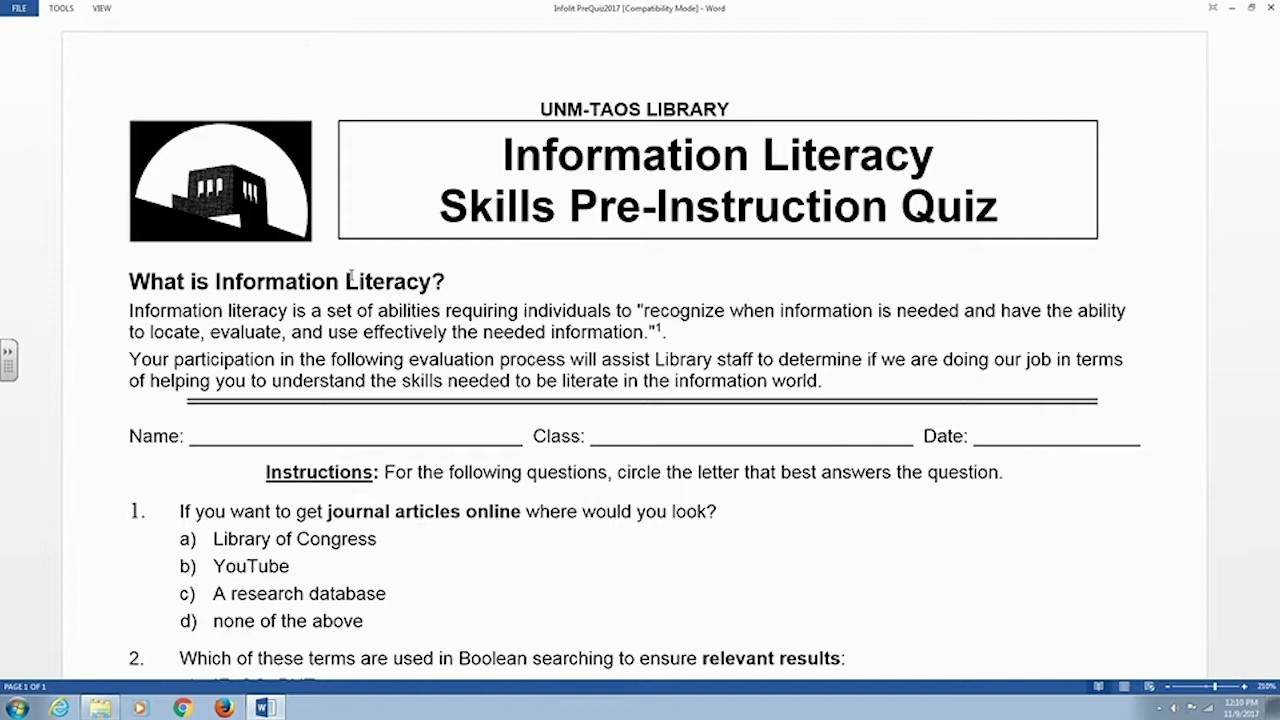 FILE TOOLS VIEW
Infolit PreQuiz2017 [Compatibility Mode] - Word
UNM-TAOS LIBRARY
Information Literacy
Skills Pre-Instruction Quiz
What is Information Literacy?
Information literacy is a set of abilities requiring individuals to "recognize when information is needed and have the ability
to locate, evaluate, and use effectively the needed information."¹.
Your participation in the following evaluation process will assist Library staff to determine if we are doing our job in terms
of helping you to understand the skills needed to be literate in the information world.
Name: Class: Date:
Instructions: For the following questions, circle the letter that best answers the question.
1. If you want to get journal articles online where would you look?
a) Library of Congress
b) YouTube
c) A research database
d) none of the above
2. Which of these terms are used in Boolean searching to ensure relevant results:
PAGE 1 OF 1
210%
12:10 PM
11/9/2017